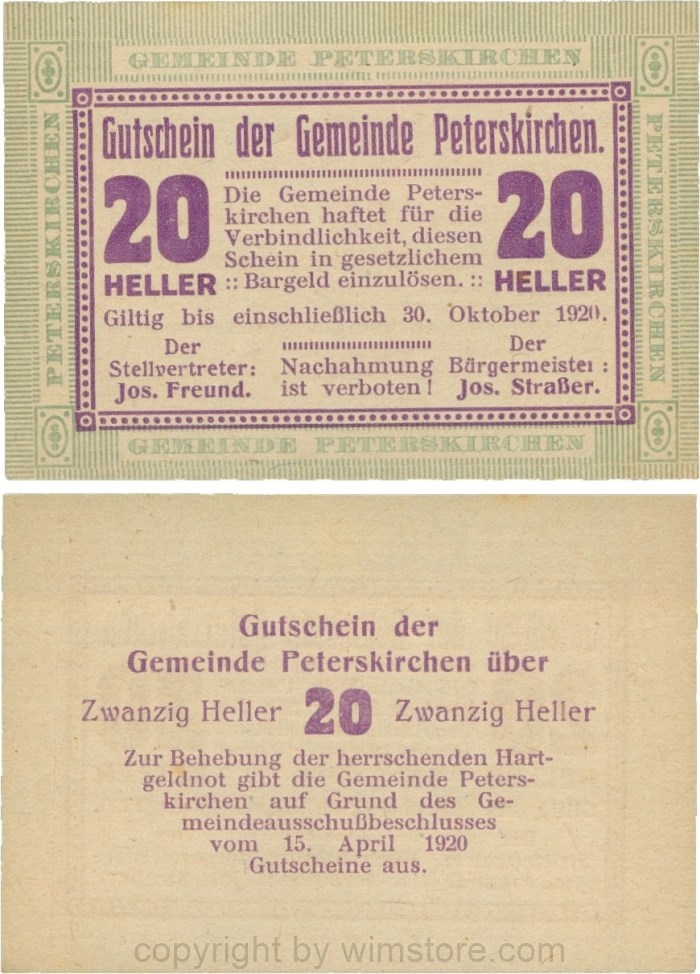 GEMEINDE PETERSKIRCHEN
PETERSKIRCHEN
PETERSKIRCHEN
Gutschein der Gemeinde Peterskirchen.
20
HELLER
Die Gemeinde Peters-
kirchen haftet für die
Verbindlichkeit, diesen
Schein in gesetzlichem
:: Bargeld einzulösen. ::
20
HELLER
Giltig bis einschließlich 30. Oktober 1920.
Der
Stellvertreter:
Jos. Freund.
Nachahmung
ist verboten!
Der
Bürgermeister:
Jos. Straßer.
GEMEINDE PETERSKIRCHEN
Gutschein der
Gemeinde Peterskirchen über
Zwanzig Heller 20 Zwanzig Heller
Zur Behebung der herrschenden Hart-
geldnot gibt die Gemeinde Peters-
kirchen auf Grund des Ge-
meindeausschußbeschlusses
vom 15. April 1920
Gutscheine aus.
copyright by wimstore.com